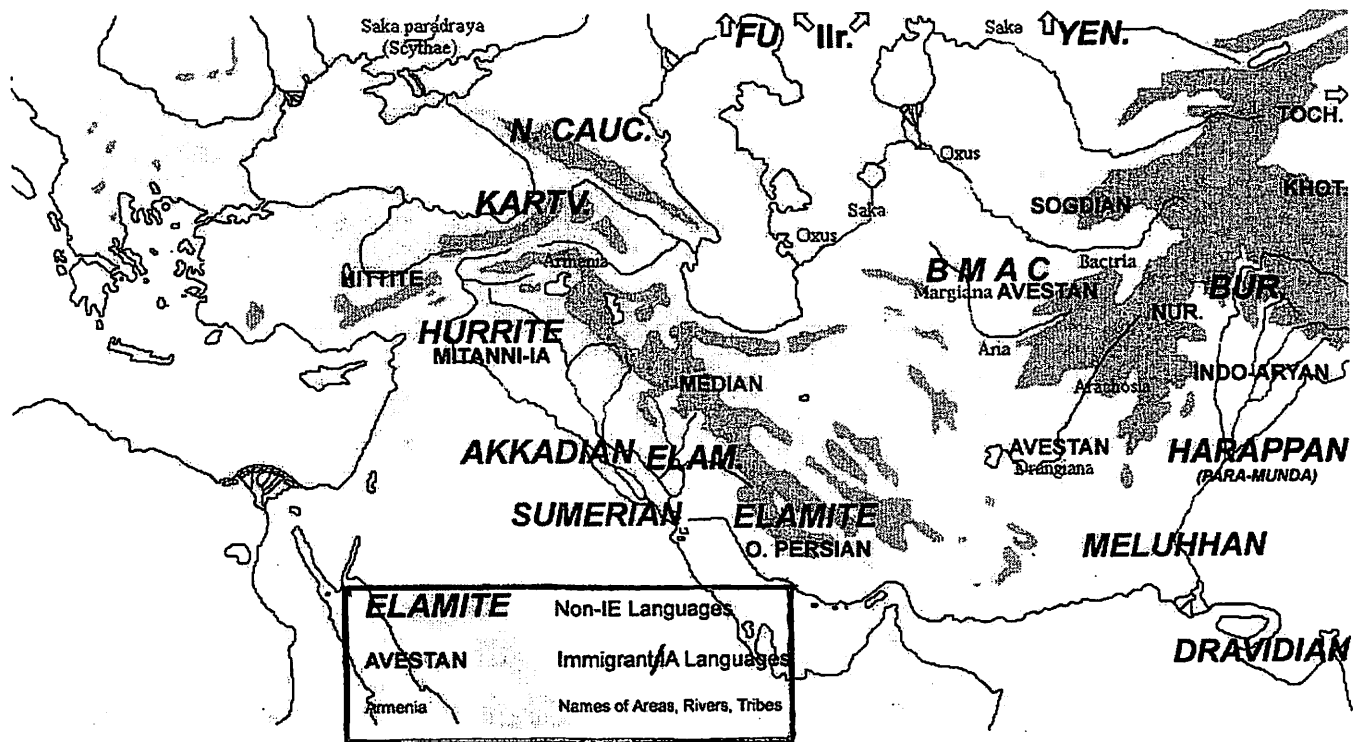 Saka paradraya
(Scythae)
FU
IIr.
Saka
YEN.
TOCH.
N. CAUC.
Oxus
KARTV.
KHOT.
Saka
SOGDIAN
Oxus
Armenia
Bactria
HITTITE
B M A C
BUR.
Margiana AVESTAN
NUR.
HURRITE
MITANNI-IA
Aria
INDO-ARYAN
MEDIAN
Arachosia
AKKADIAN
ELAM.
AVESTAN
Drangiana
HARAPPAN
(PARA-MUNDA)
SUMERIAN
ELAMITE
O. PERSIAN
MELUHHAN
DRAVIDIAN
ELAMITE Non-IE Languages
AVESTAN Immigrant IA Languages
Armenia Names of Areas, Rivers, Tribes